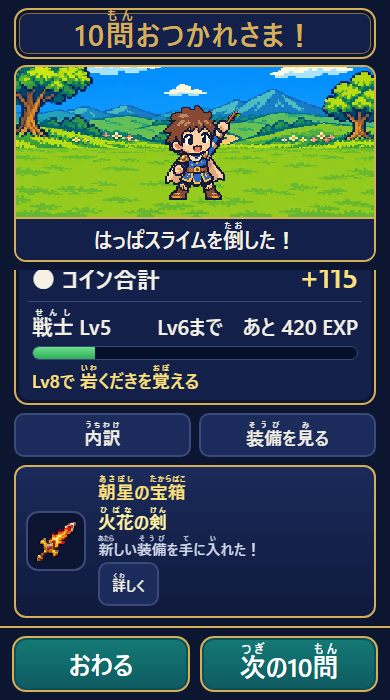 10問おつかれさま！
はっぱスライムを倒した！
コイン合計 +115
戦士 Lv5 Lv6まで あと 420 EXP
Lv8で 岩くだきを覚える
内訳 装備を見る
朝星の宝箱
火花の剣
新しい装備を手に入れた！
詳しく
おわる 次の10問